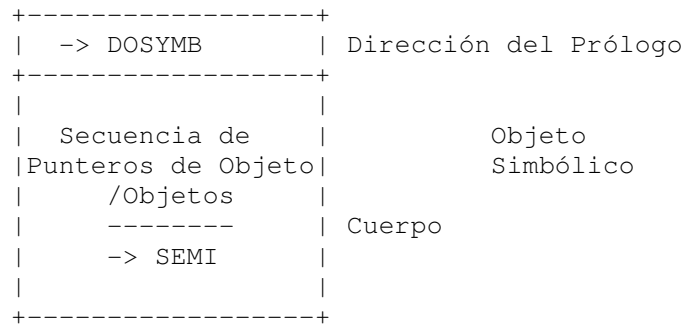 +------------------+
|  -> DOSYMB       | Dirección del Prólogo
+------------------+
|                  |
|  Secuencia de    |          Objeto
|Punteros de Objeto|          Simbólico
|     /Objetos     |
|     --------     | Cuerpo
|     -> SEMI      |
|                  |
+------------------+